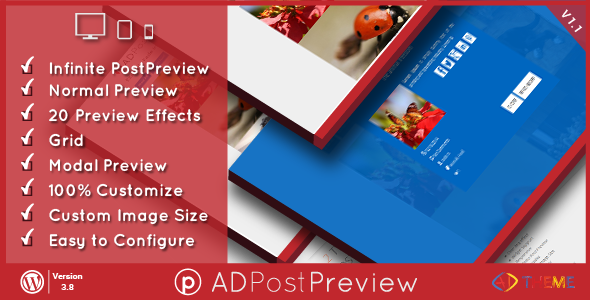 V1.1
Infinite PostPreview
Normal Preview
20 Preview Effects
Grid
Modal Preview
100% Customize
Custom Image Size
Easy to Configure
Version
3.8
ADPostPreview